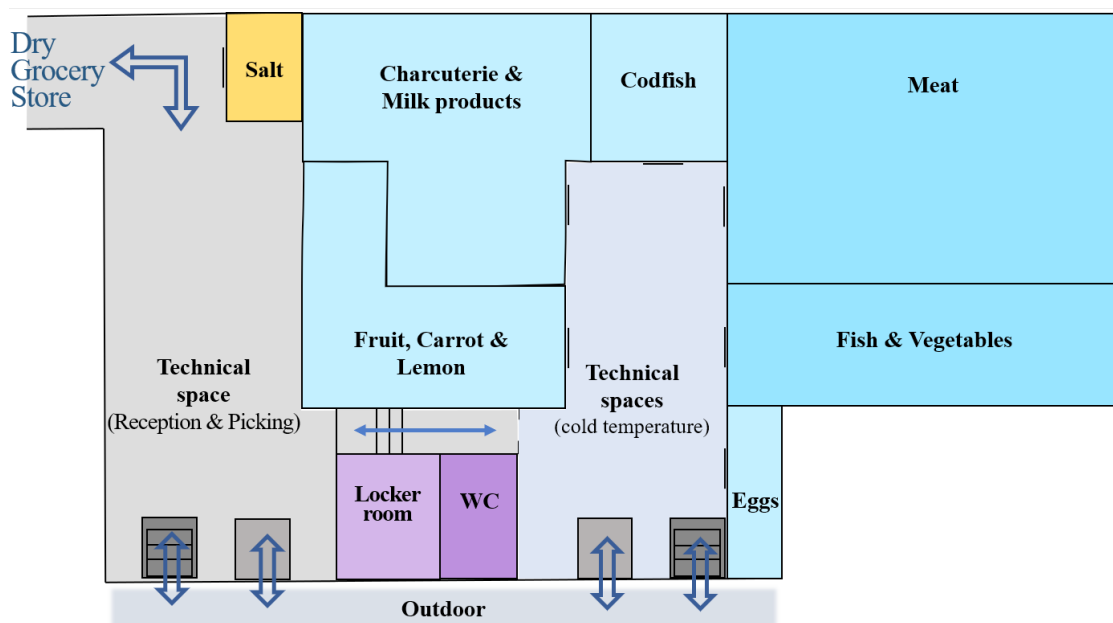 Dry
Grocery
Store
Salt
Charcuterie &
Milk products
Codfish
Meat
Fruit, Carrot &
Lemon
Fish & Vegetables
Technical
space
(Reception & Picking)
Technical
spaces
(cold temperature)
Locker
room
WC
Eggs
Outdoor